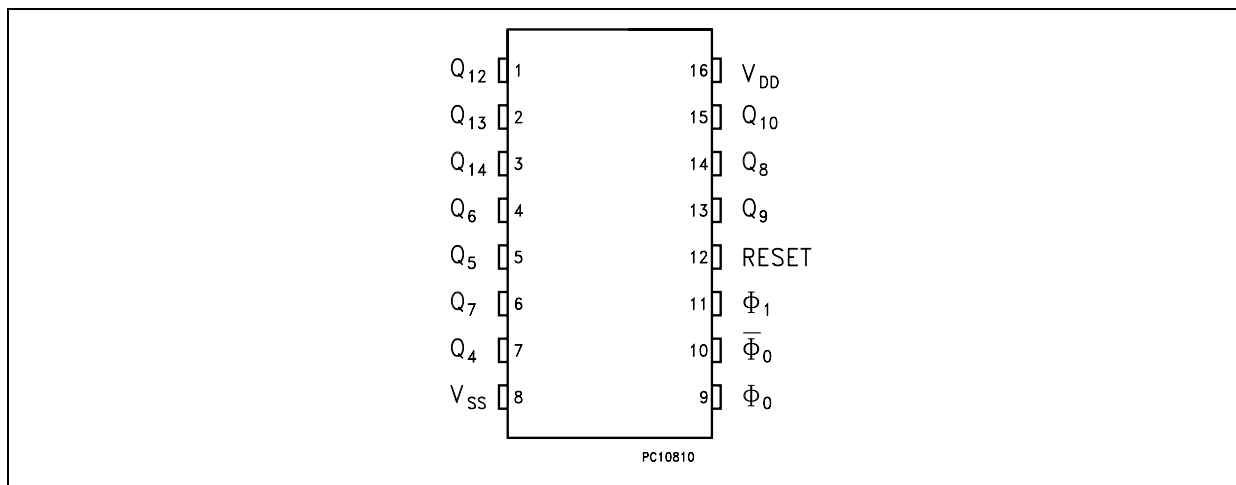 Q12 1 16 VDD
Q13 2 15 Q10
Q14 3 14 Q8
Q6 4 13 Q9
Q5 5 12 RESET
Q7 6 11 Φ1
Q4 7 10 Φ̅0
VSS 8 9 Φ0
PC10810